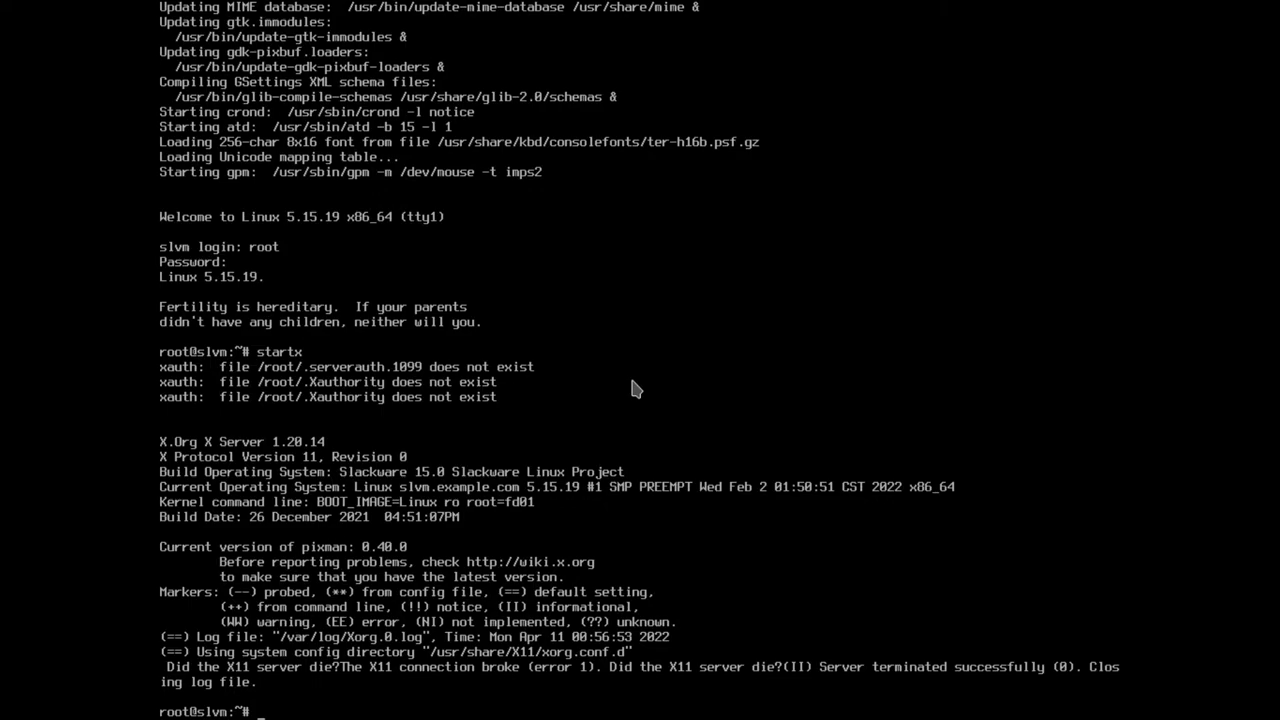 Updating MIME database:  /usr/bin/update-mime-database /usr/share/mime &
Updating gtk.immodules:
  /usr/bin/update-gtk-immodules &
Updating gdk-pixbuf.loaders:
  /usr/bin/update-gdk-pixbuf-loaders &
Compiling GSettings XML schema files:
  /usr/bin/glib-compile-schemas /usr/share/glib-2.0/schemas &
Starting crond:  /usr/sbin/crond -l notice
Starting atd:  /usr/sbin/atd -b 15 -l 1
Loading 256-char 8x16 font from file /usr/share/kbd/consolefonts/ter-h16b.psf.gz
Loading Unicode mapping table...
Starting gpm:  /usr/sbin/gpm -m /dev/mouse -t imps2
Welcome to Linux 5.15.19 x86_64 (tty1)
slvm login: root
Password:
Linux 5.15.19.
Fertility is hereditary.  If your parents
didn't have any children, neither will you.
root@slvm:~# startx
xauth:  file /root/.serverauth.1099 does not exist
xauth:  file /root/.Xauthority does not exist
xauth:  file /root/.Xauthority does not exist
X.Org X Server 1.20.14
X Protocol Version 11, Revision 0
Build Operating System: Slackware 15.0 Slackware Linux Project
Current Operating System: Linux slvm.example.com 5.15.19 #1 SMP PREEMPT Wed Feb 2 01:50:51 CST 2022 x86_64
Kernel command line: BOOT_IMAGE=Linux ro root=fd01
Build Date: 26 December 2021  04:51:07PM
Current version of pixman: 0.40.0
        Before reporting problems, check http://wiki.x.org
        to make sure that you have the latest version.
Markers: (--) probed, (**) from config file, (==) default setting,
        (++) from command line, (!!) notice, (II) informational,
        (WW) warning, (EE) error, (NI) not implemented, (??) unknown.
(==) Log file: "/var/log/Xorg.0.log", Time: Mon Apr 11 00:56:53 2022
(==) Using system config directory "/usr/share/X11/xorg.conf.d"
 Did the X11 server die?The X11 connection broke (error 1). Did the X11 server die?(II) Server terminated successfully (0). Clos
ing log file.
root@slvm:~# _